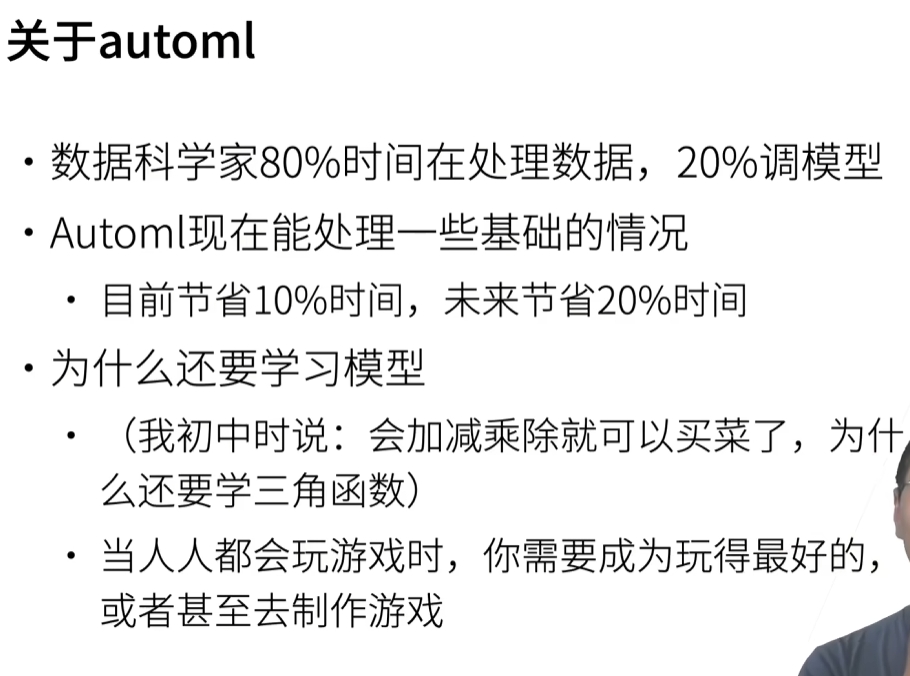 关于automl
• 数据科学家80%时间在处理数据，20%调模型
• Automl现在能处理一些基础的情况
• 目前节省10%时间，未来节省20%时间
• 为什么还要学习模型
• （我初中时说：会加减乘除就可以买菜了，为什
么还要学三角函数）
• 当人人都会玩游戏时，你需要成为玩得最好的，
或者甚至去制作游戏